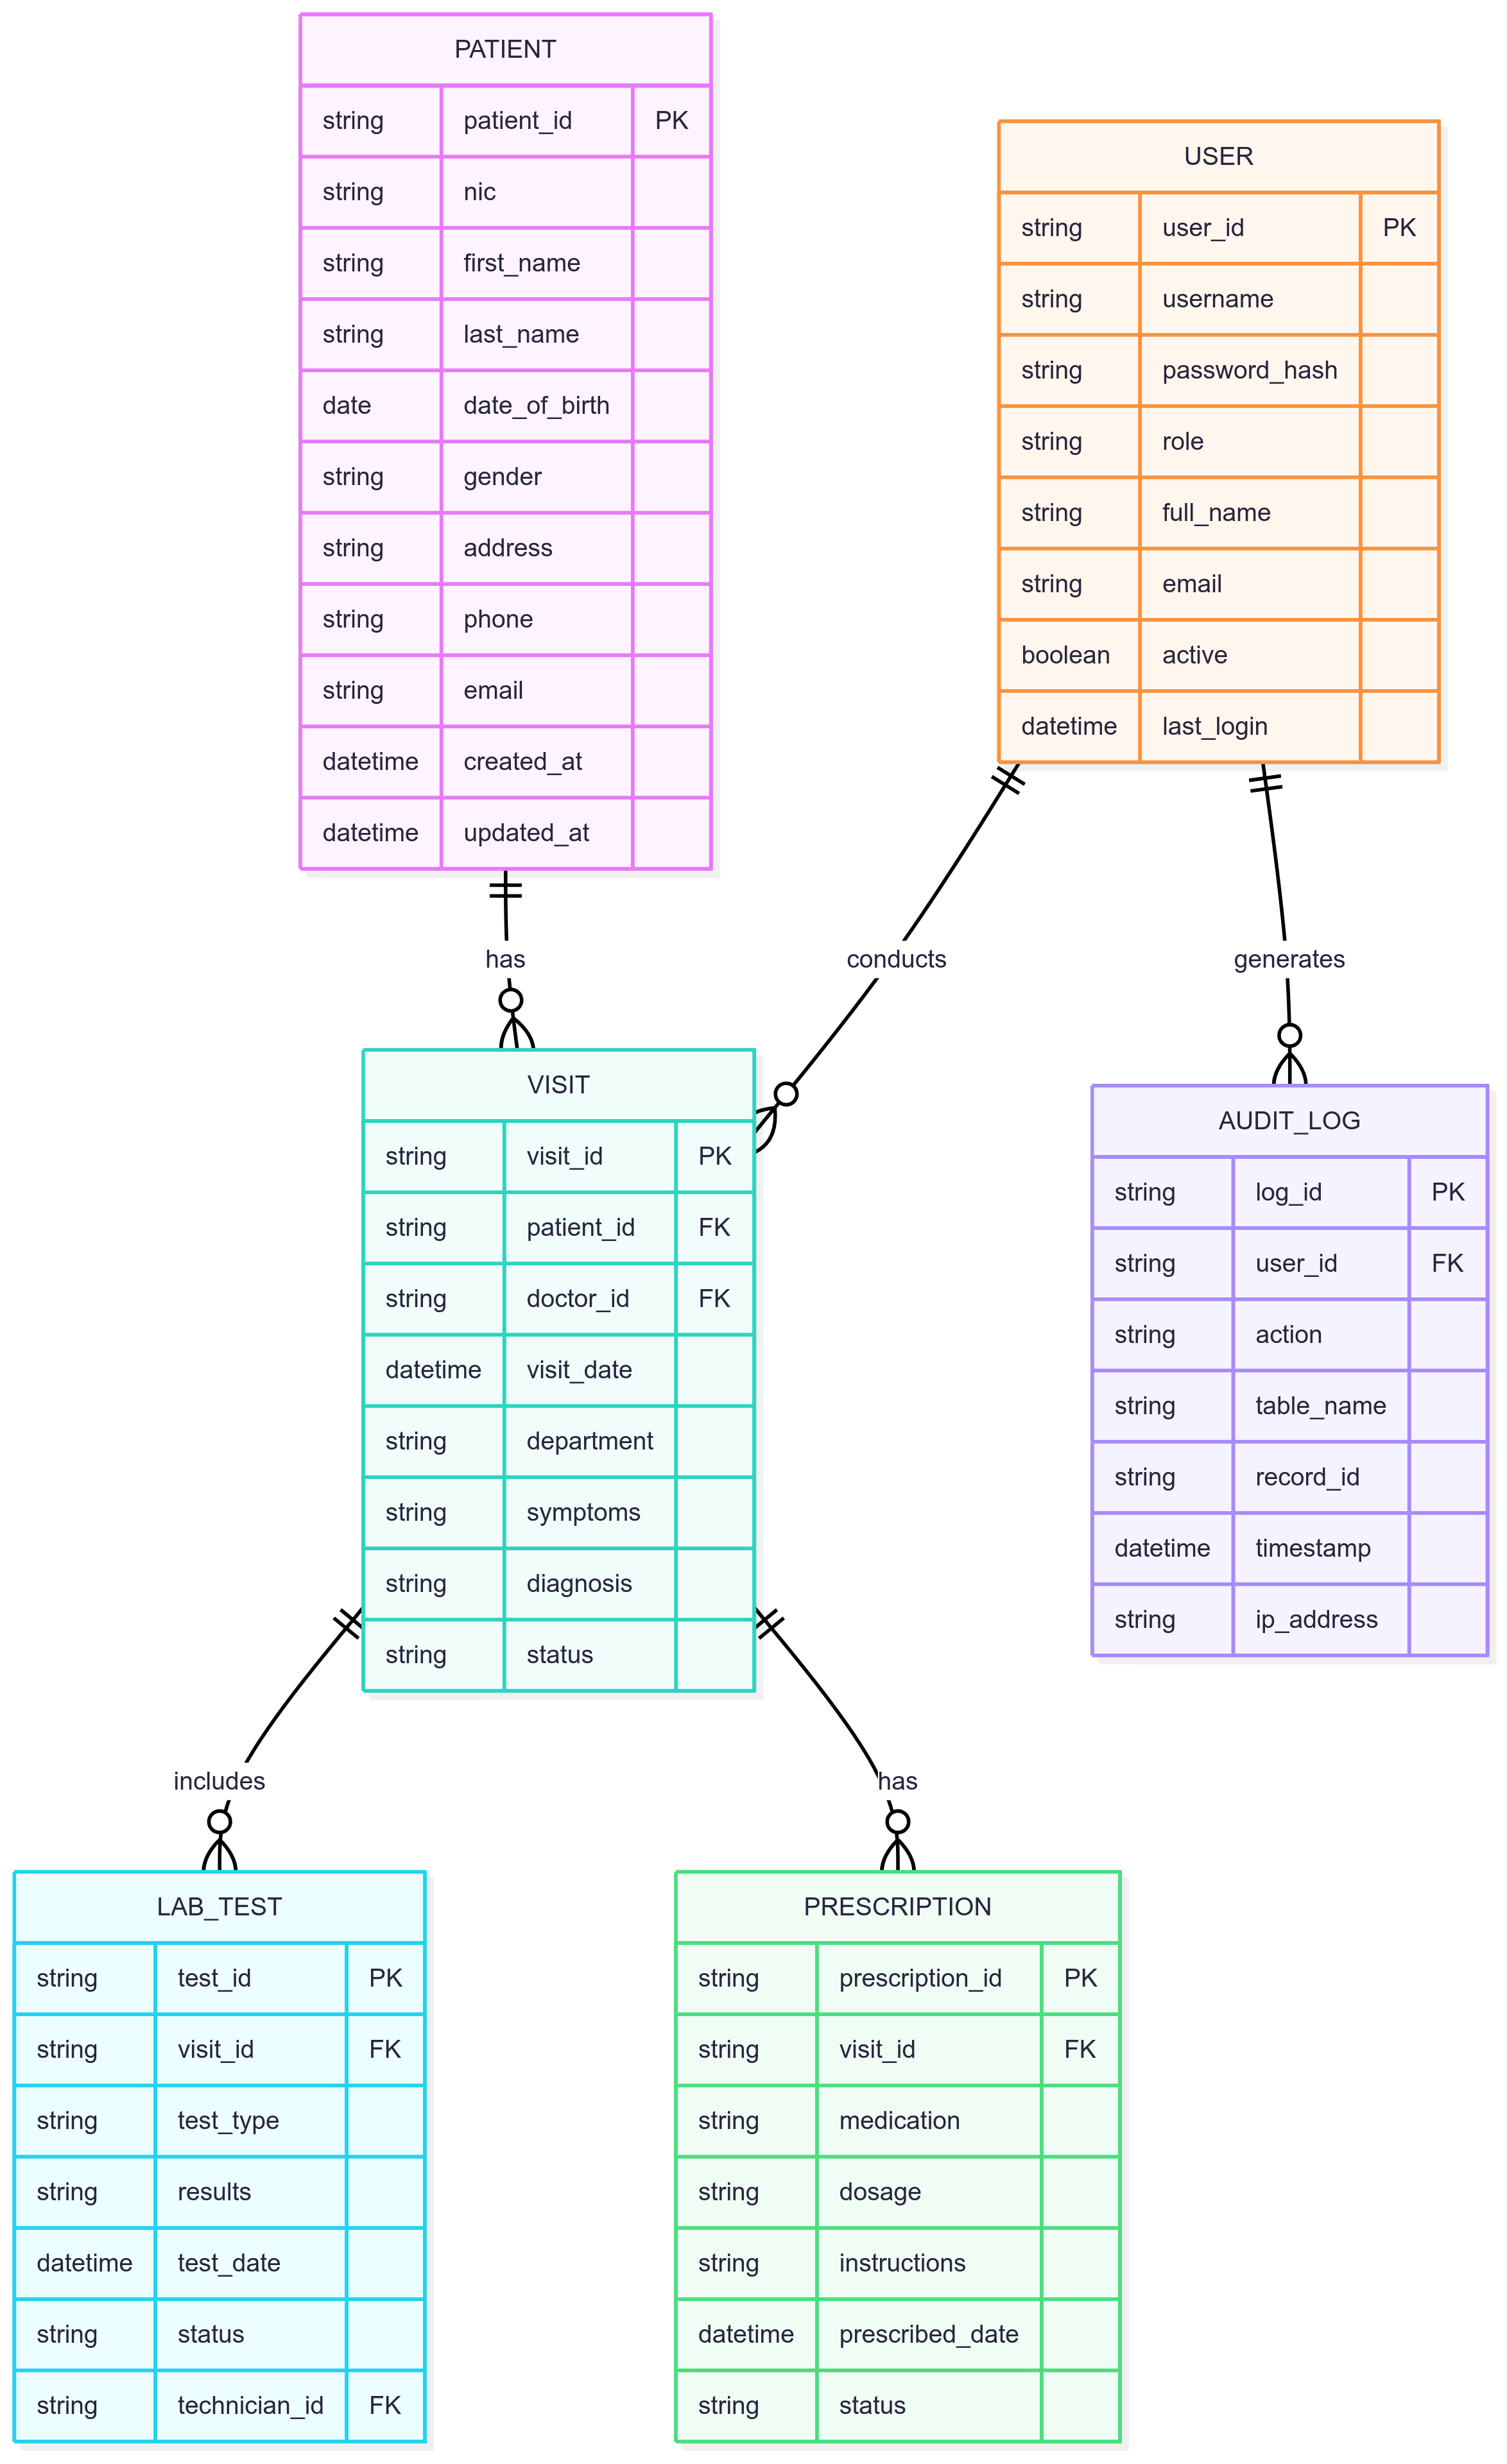 PATIENT
string patient_id PK
string nic
string first_name
string last_name
date date_of_birth
string gender
string address
string phone
string email
datetime created_at
datetime updated_at
USER
string user_id PK
string username
string password_hash
string role
string full_name
string email
boolean active
datetime last_login
has
conducts
generates
VISIT
string visit_id PK
string patient_id FK
string doctor_id FK
datetime visit_date
string department
string symptoms
string diagnosis
string status
AUDIT_LOG
string log_id PK
string user_id FK
string action
string table_name
string record_id
datetime timestamp
string ip_address
includes
has
LAB_TEST
string test_id PK
string visit_id FK
string test_type
string results
datetime test_date
string status
string technician_id FK
PRESCRIPTION
string prescription_id PK
string visit_id FK
string medication
string dosage
string instructions
datetime prescribed_date
string status